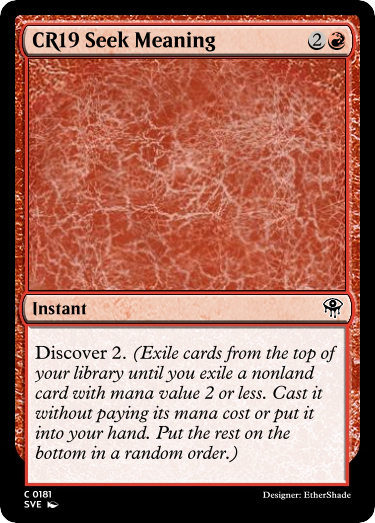 CR19 Seek Meaning 2
Instant
Discover 2. (Exile cards from the top of
your library until you exile a nonland
card with mana value 2 or less. Cast it
without paying its mana cost or put it
into your hand. Put the rest on the
bottom in a random order.)
C 0181
SVE
Designer: EtherShade